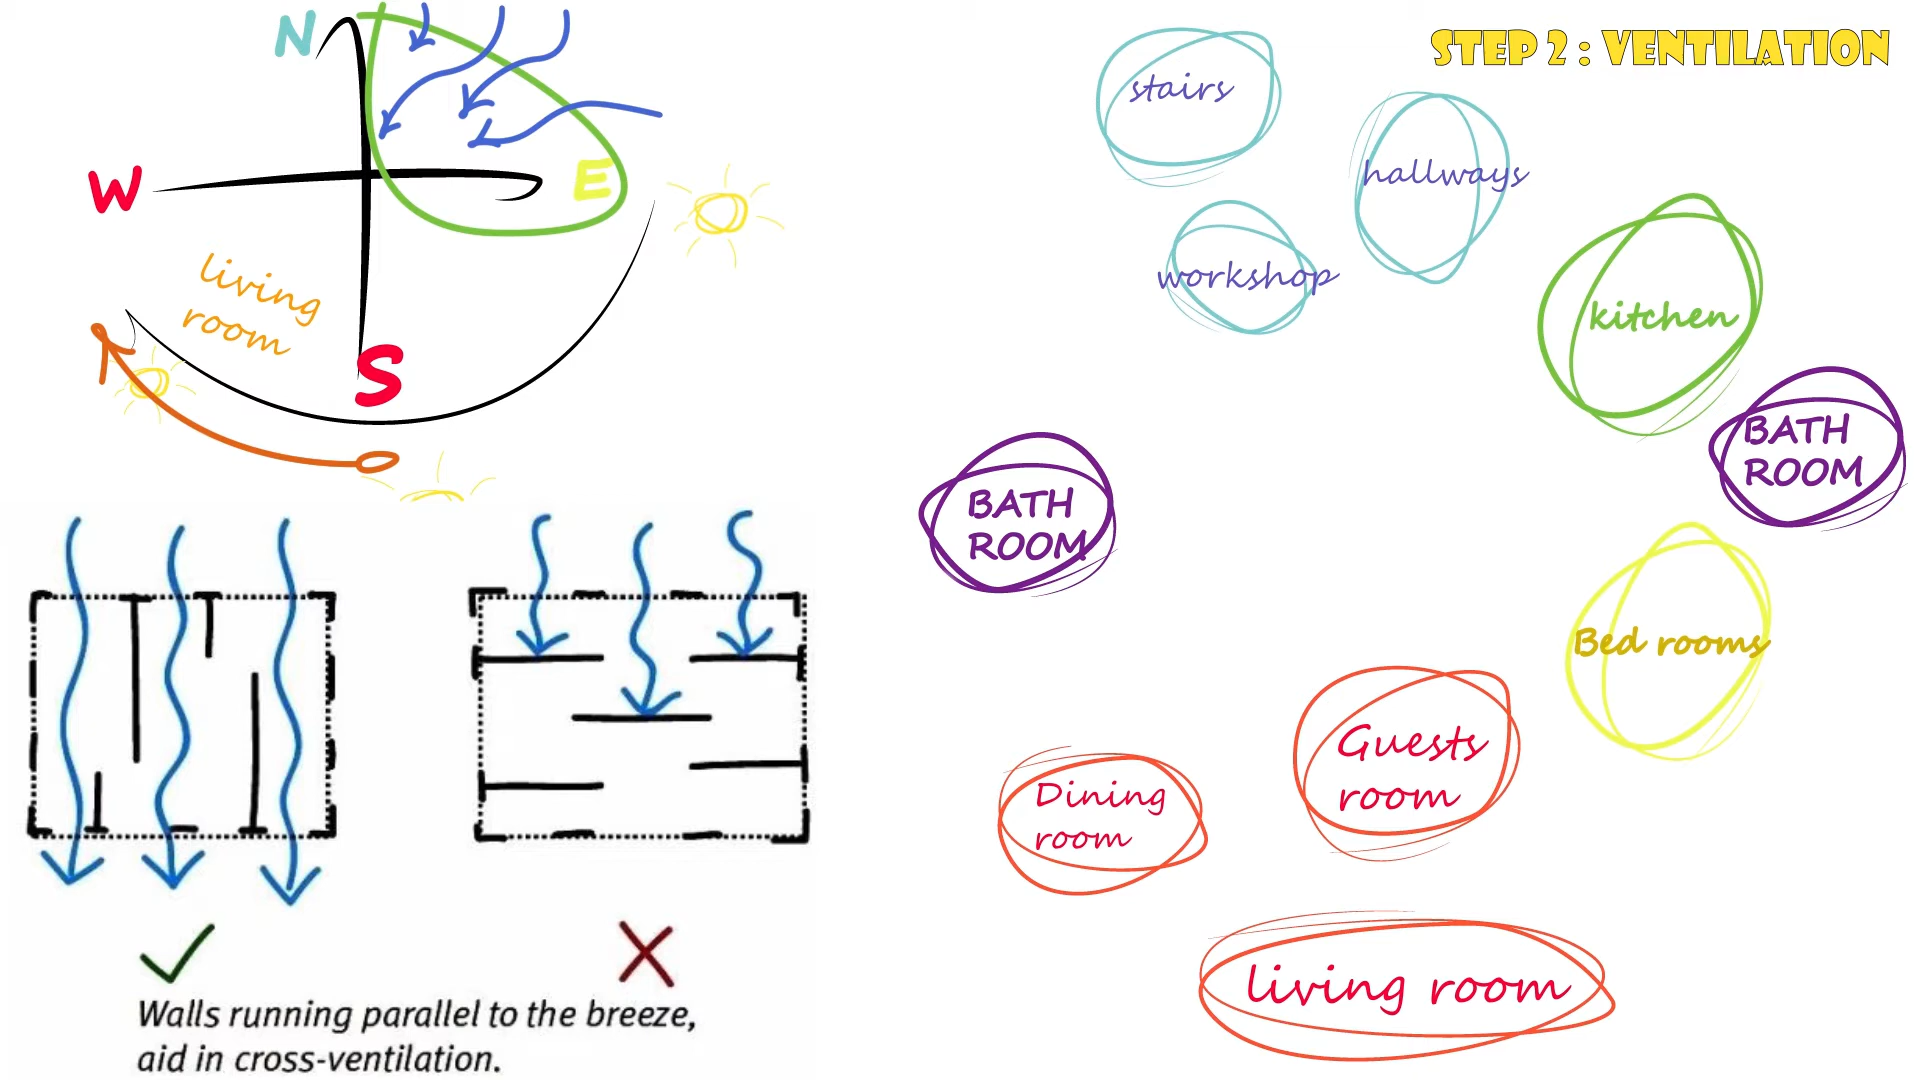 N
W
E
S
living
room
Walls running parallel to the breeze,
aid in cross-ventilation.
STEP 2 : VENTILATION
stairs
hallways
workshop
kitchen
BATH
ROOM
BATH
ROOM
Bed rooms
Guests
room
Dining
room
living room